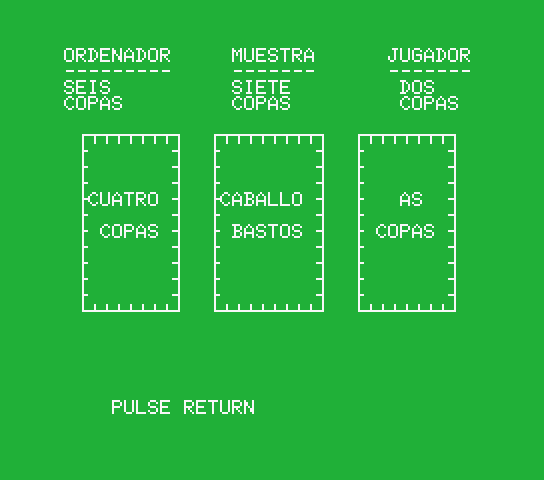 ORDENADOR MUESTRA JUGADOR
--------- ------- -------
SEIS SIETE DOS
COPAS COPAS COPAS
CUATRO CABALLO AS
COPAS BASTOS COPAS
PULSE RETURN